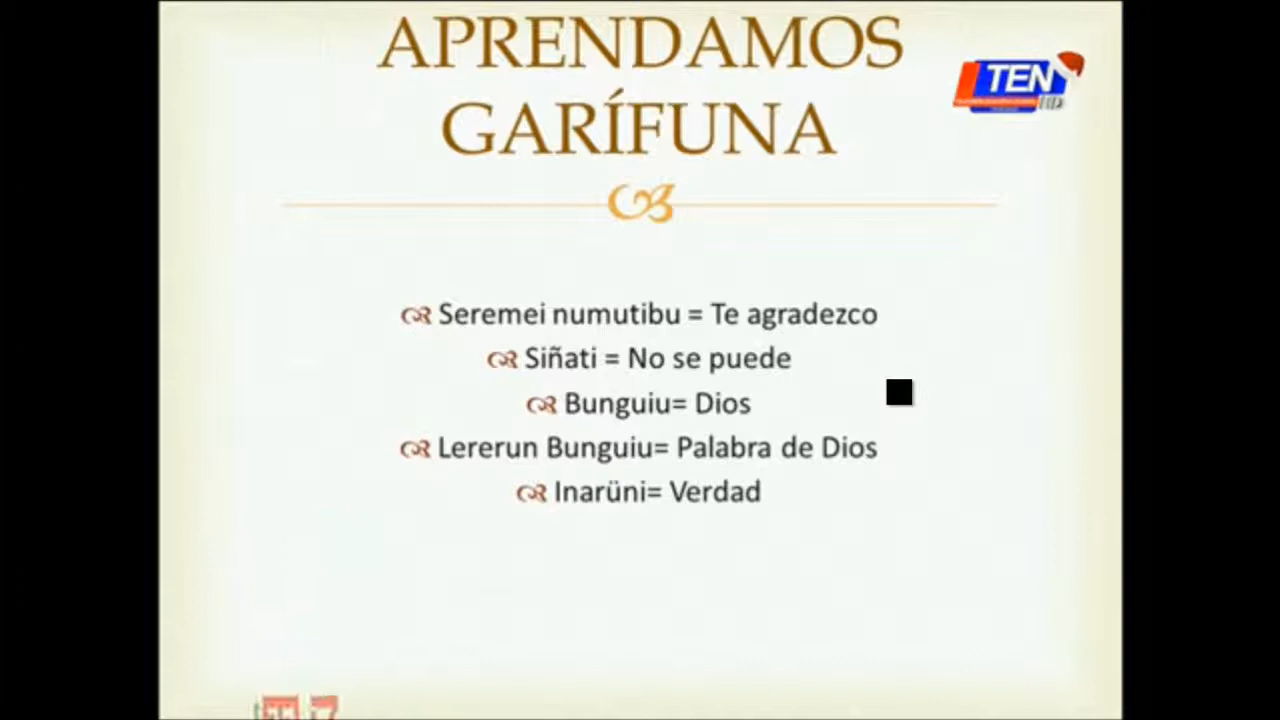 APRENDAMOS
GARÍFUNA
TEN
HD
Seremei numutibu = Te agradezco
Siñati = No se puede
Bunguiu= Dios
Lererun Bunguiu= Palabra de Dios
Inarüni= Verdad